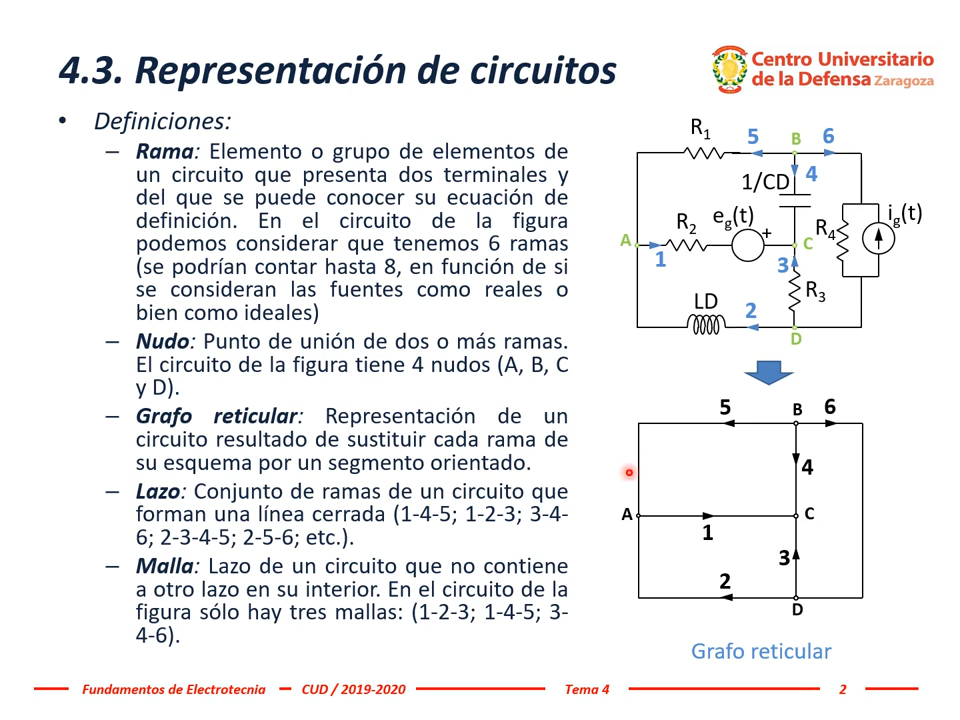 4.3. Representación de circuitos
Centro Universitario
de la Defensa Zaragoza
• Definiciones:
– Rama: Elemento o grupo de elementos de
un circuito que presenta dos terminales y
del que se puede conocer su ecuación de
definición. En el circuito de la figura
podemos considerar que tenemos 6 ramas
(se podrían contar hasta 8, en función de si
se consideran las fuentes como reales o
bien como ideales)
– Nudo: Punto de unión de dos o más ramas.
El circuito de la figura tiene 4 nudos (A, B, C
y D).
– Grafo reticular: Representación de un
circuito resultado de sustituir cada rama de
su esquema por un segmento orientado.
– Lazo: Conjunto de ramas de un circuito que
forman una línea cerrada (1-4-5; 1-2-3; 3-4-
6; 2-3-4-5; 2-5-6; etc.).
– Malla: Lazo de un circuito que no contiene
a otro lazo en su interior. En el circuito de la
figura sólo hay tres mallas: (1-2-3; 1-4-5; 3-
4-6).
R1 5 B 6
1/CD 4
R2 eg(t) + R4 ig(t)
A 1 C
3 R3
LD 2
D
5 B 6
4
A 1 C
3
2
D
Grafo reticular
Fundamentos de Electrotecnia CUD / 2019-2020 Tema 4 2